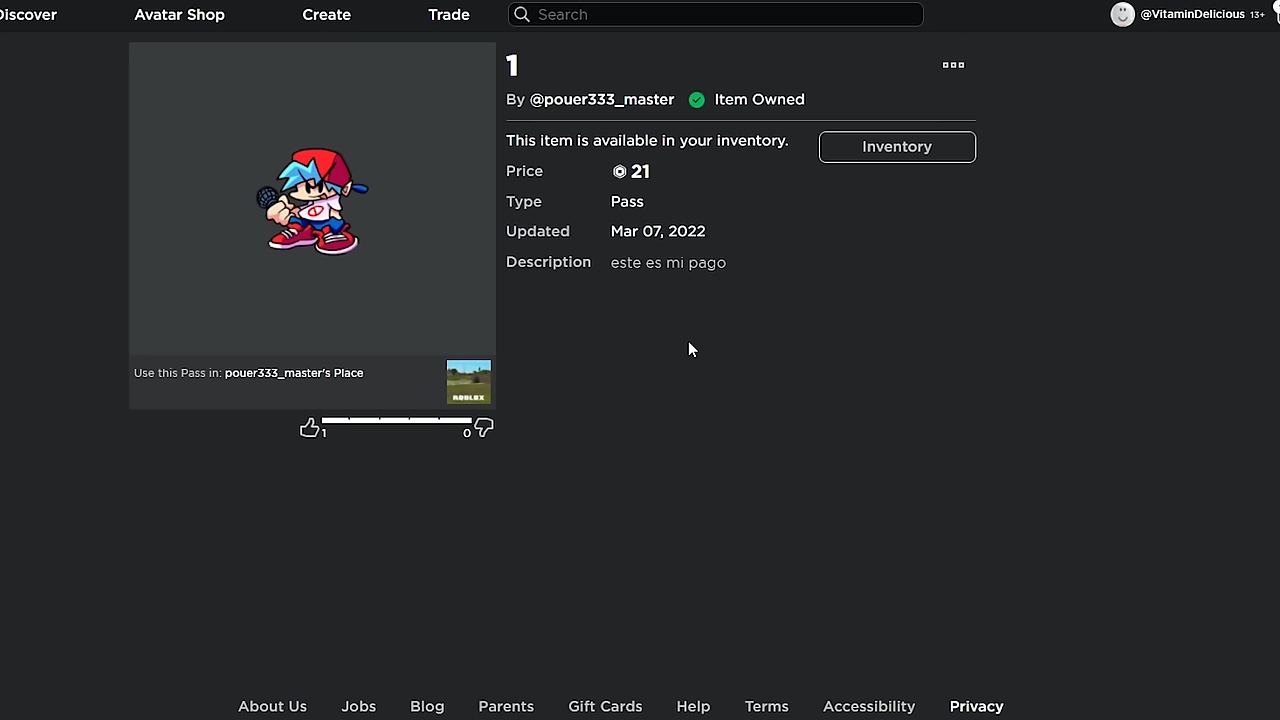 Discover Avatar Shop Create Trade Search @VitaminDelicious 13+
1
By @pouer333_master Item Owned
This item is available in your inventory. Inventory
Price 21
Type Pass
Updated Mar 07, 2022
Description este es mi pago
Use this Pass in: pouer333_master's Place
ROBLOX
1 0
About Us Jobs Blog Parents Gift Cards Help Terms Accessibility Privacy